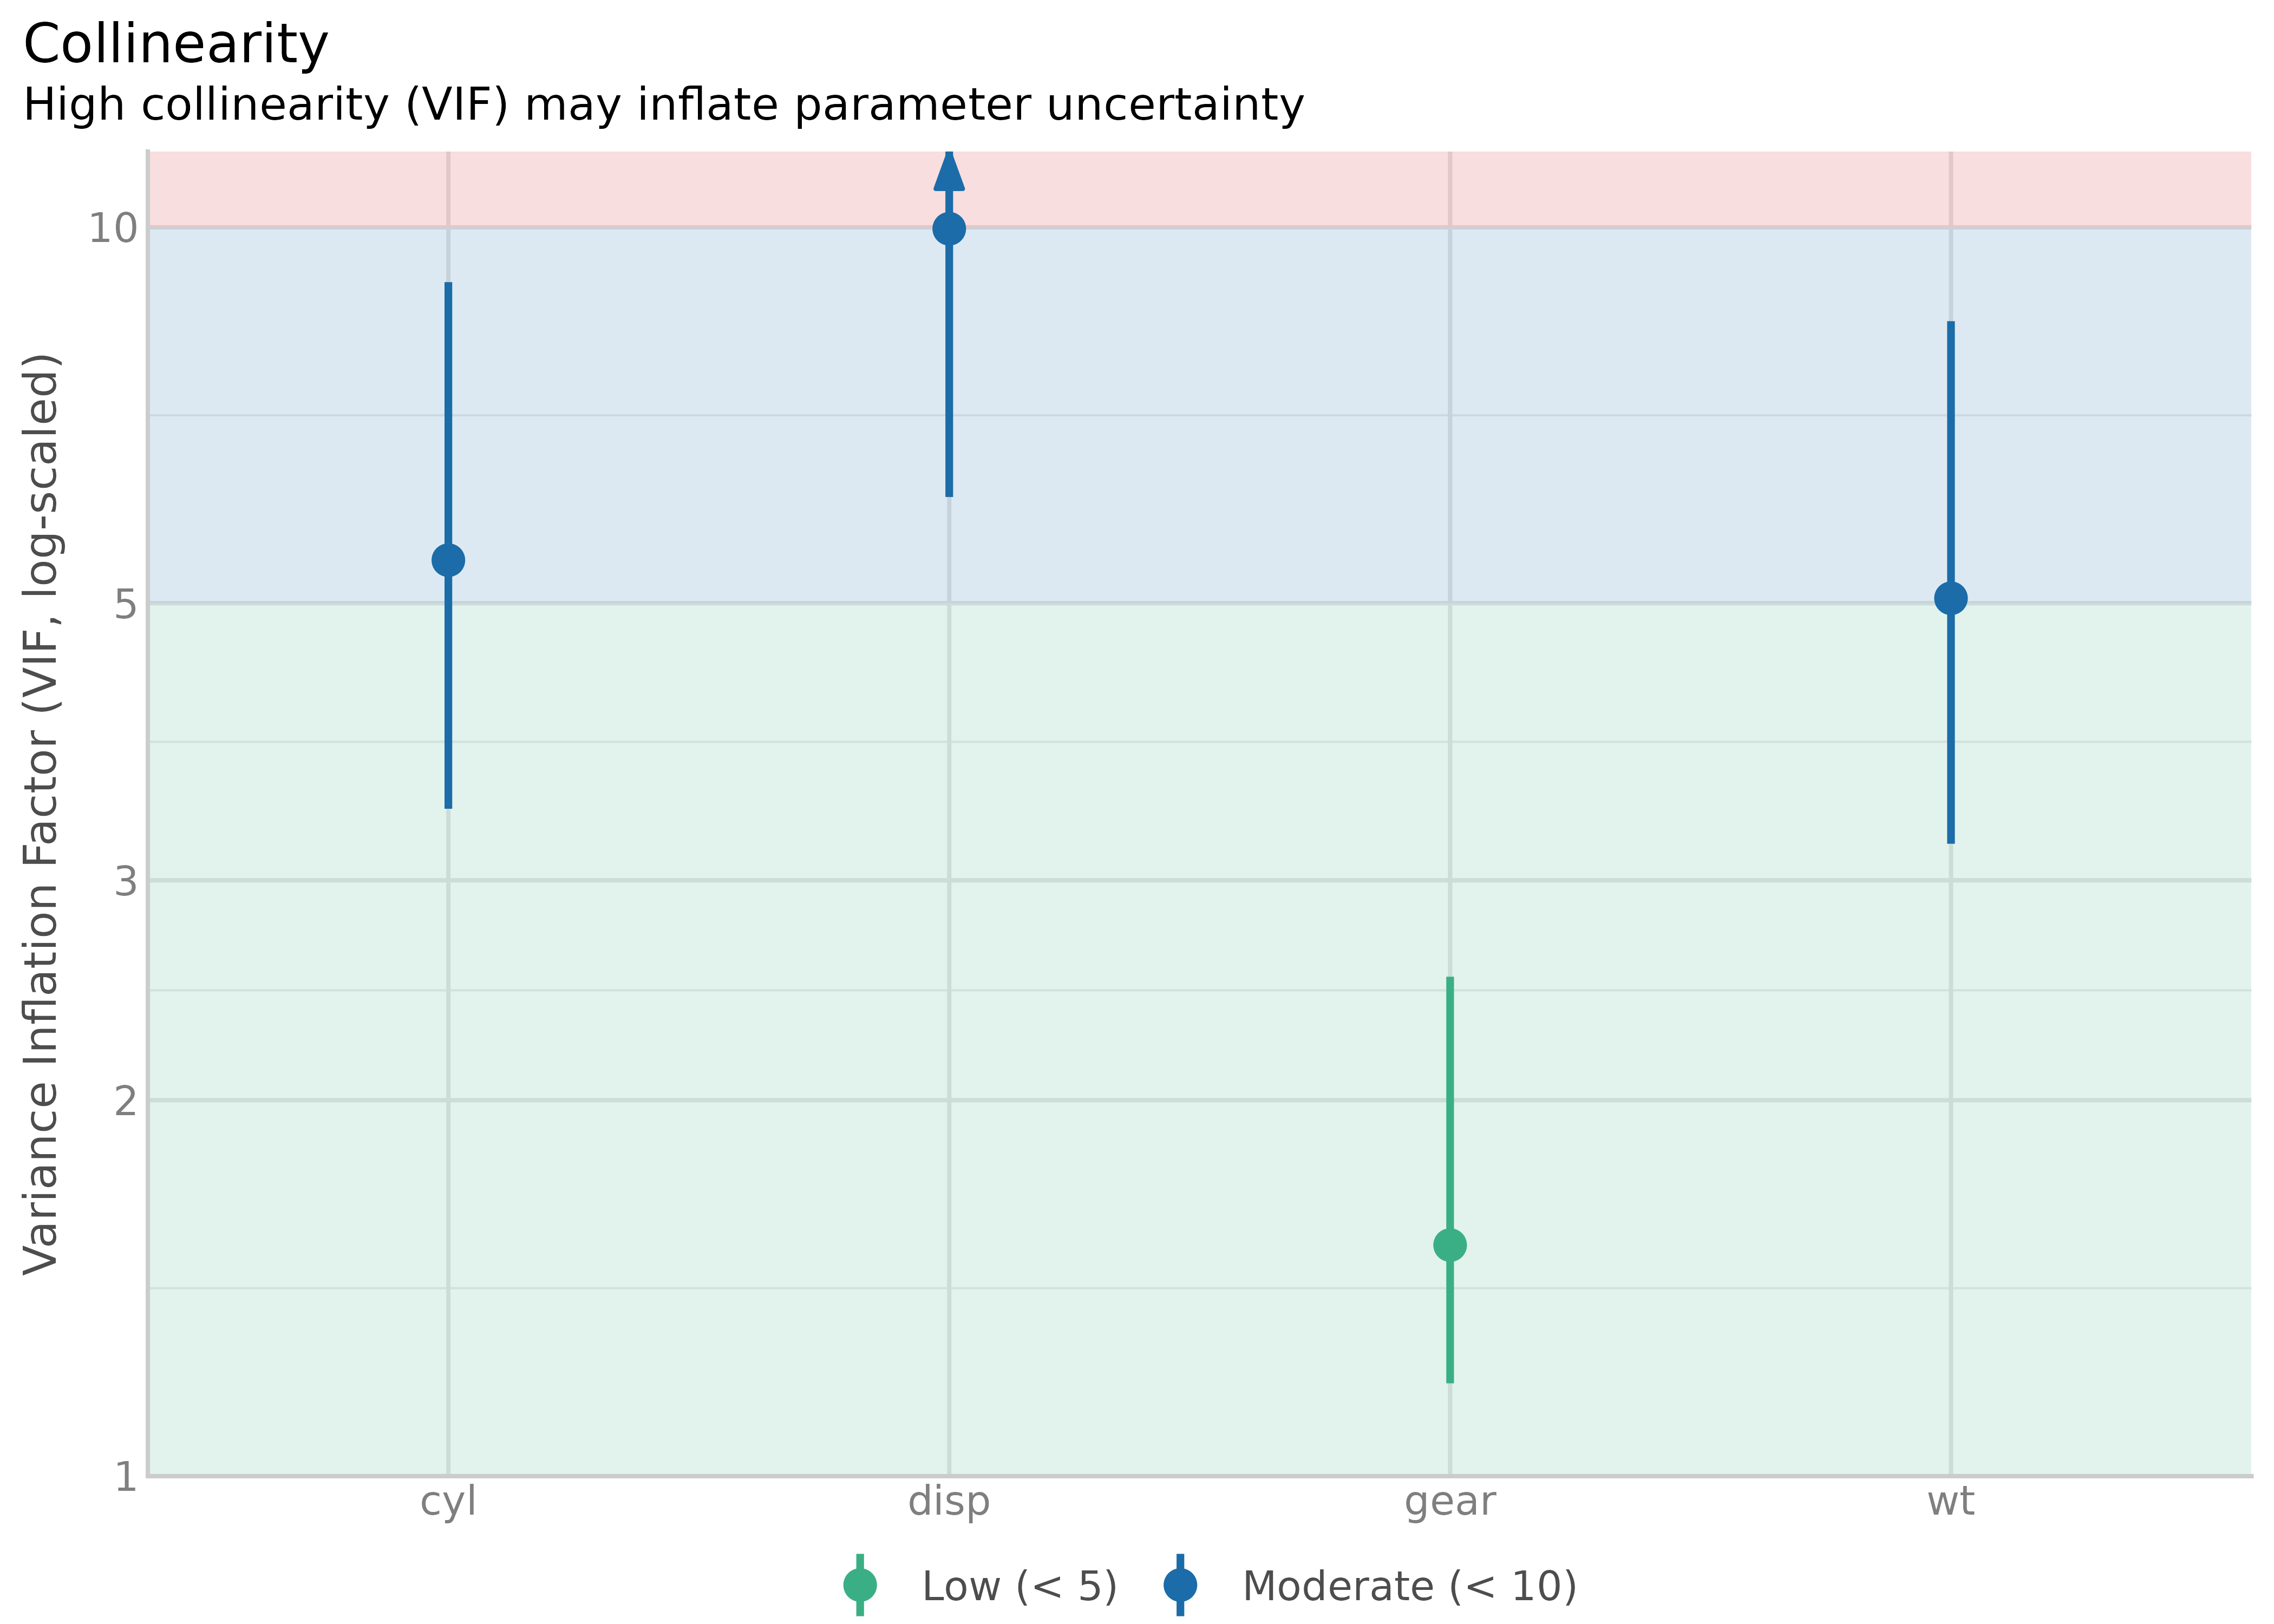 Collinearity
High collinearity (VIF) may inflate parameter uncertainty
Variance Inflation Factor (VIF, log-scaled)
10
5
3
2
1
cyl
disp
gear
wt
Low (< 5)
Moderate (< 10)